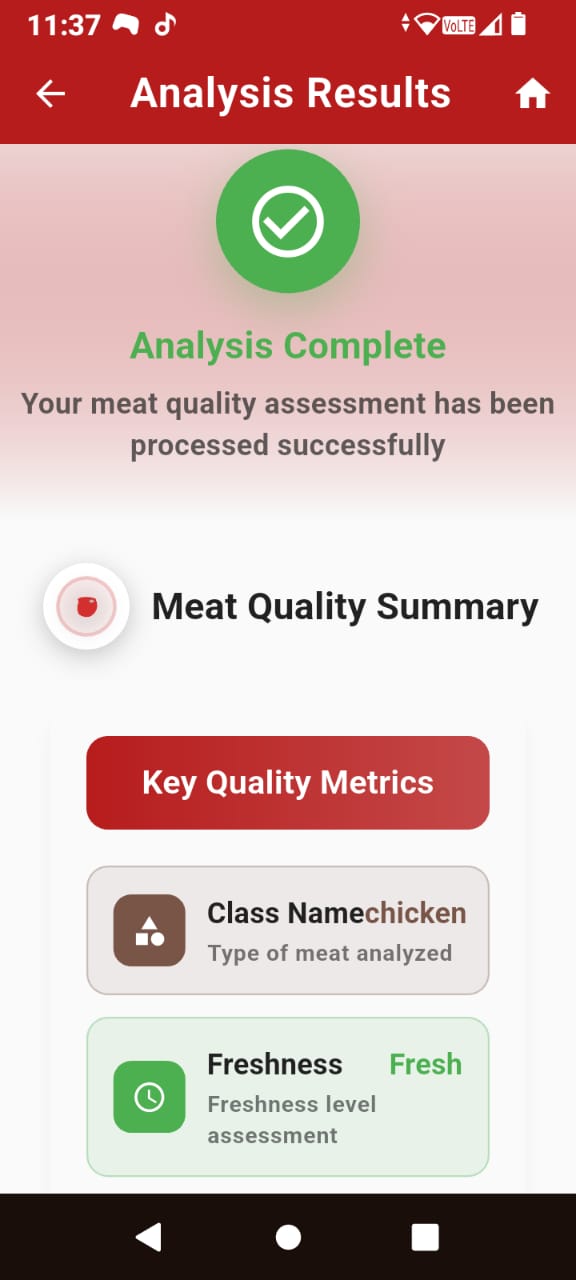 11:37 VoLTE
Analysis Results
Analysis Complete
Your meat quality assessment has been
processed successfully
Meat Quality Summary
Key Quality Metrics
Class Namechicken
Type of meat analyzed
Freshness Fresh
Freshness level
assessment